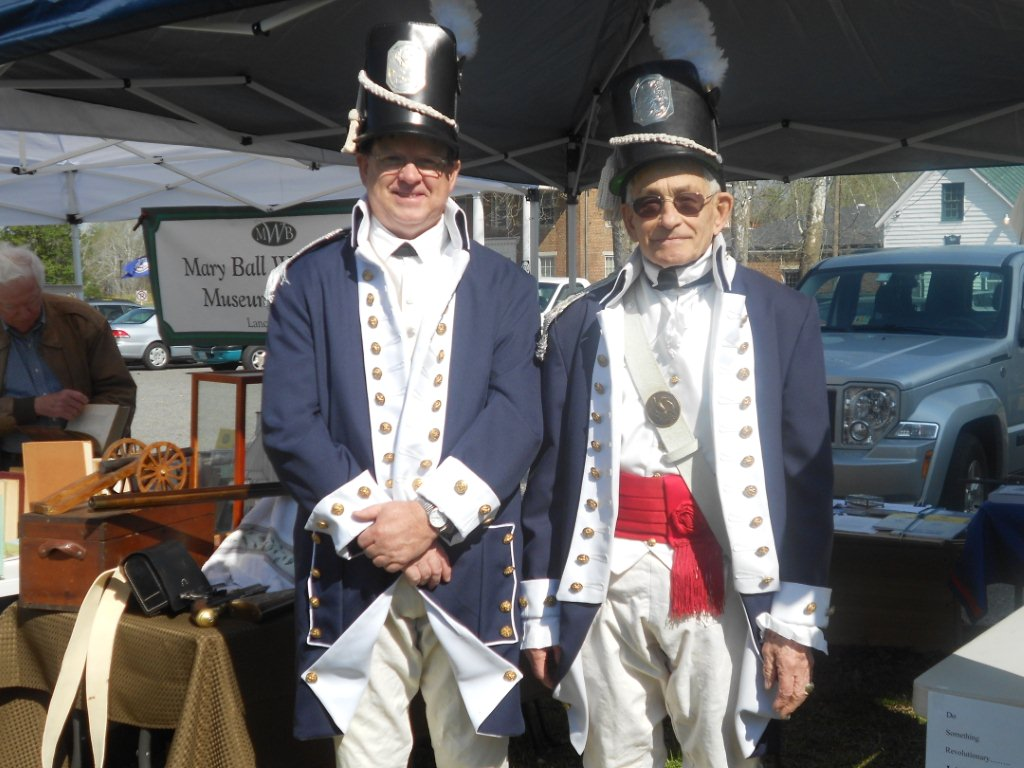 MWB
Mary Ball W
Museum
Lan
Do
Something
Revolutionary........